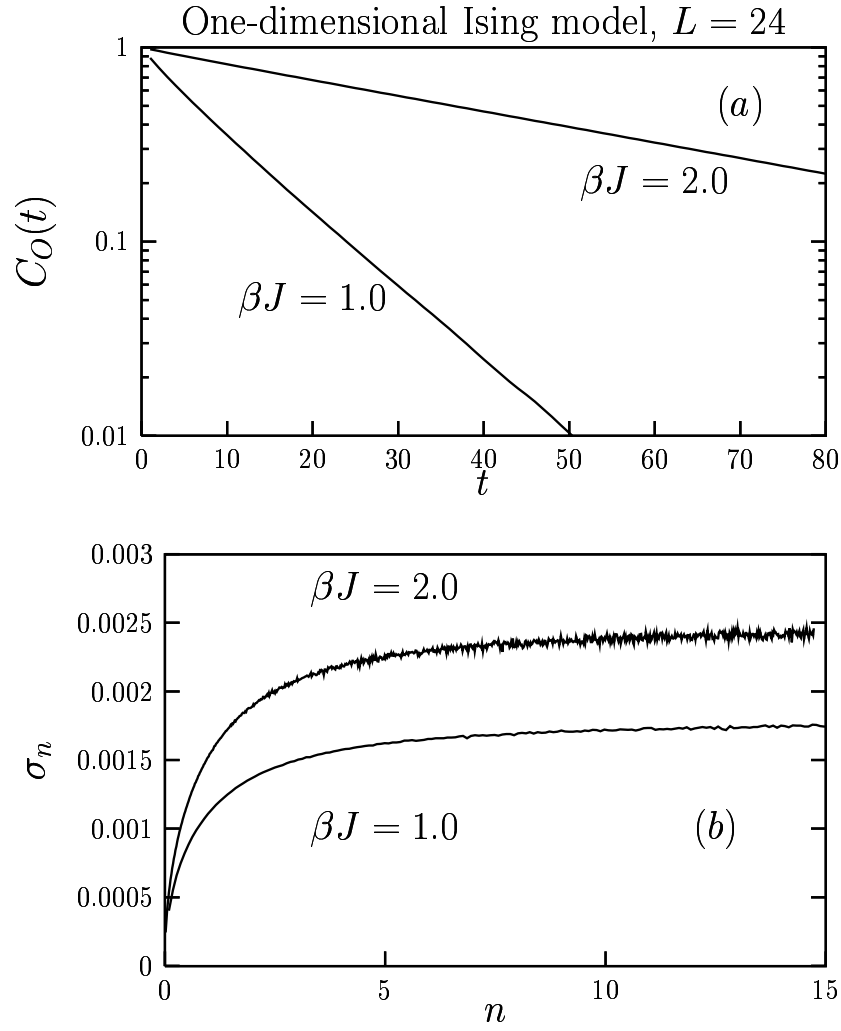 One-dimensional Ising model, L = 24
1
(a)
βJ = 2.0
C_O(t)
0.1
βJ = 1.0
0.01
0 10 20 30 40 50 60 70 80
t
0.003
βJ = 2.0
0.0025
0.002
σ_n
0.0015
0.001
βJ = 1.0
(b)
0.0005
0
0 5 10 15
n